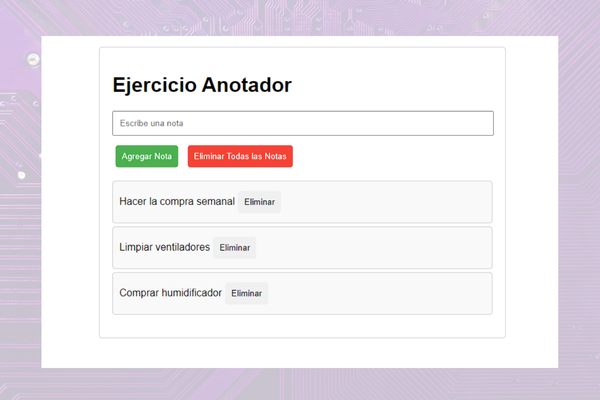 Ejercicio Anotador
Escribe una nota
Agregar Nota Eliminar Todas las Notas
Hacer la compra semanal Eliminar
Limpiar ventiladores Eliminar
Comprar humidificador Eliminar